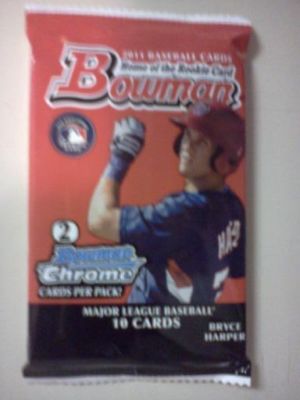 2011 BASEBALL CARDS
Home of the Rookie Card
Bowman
2
Bowman
Chrome
CARDS PER PACK!
MAJOR LEAGUE BASEBALL
10 CARDS
BRYCE
HARPER